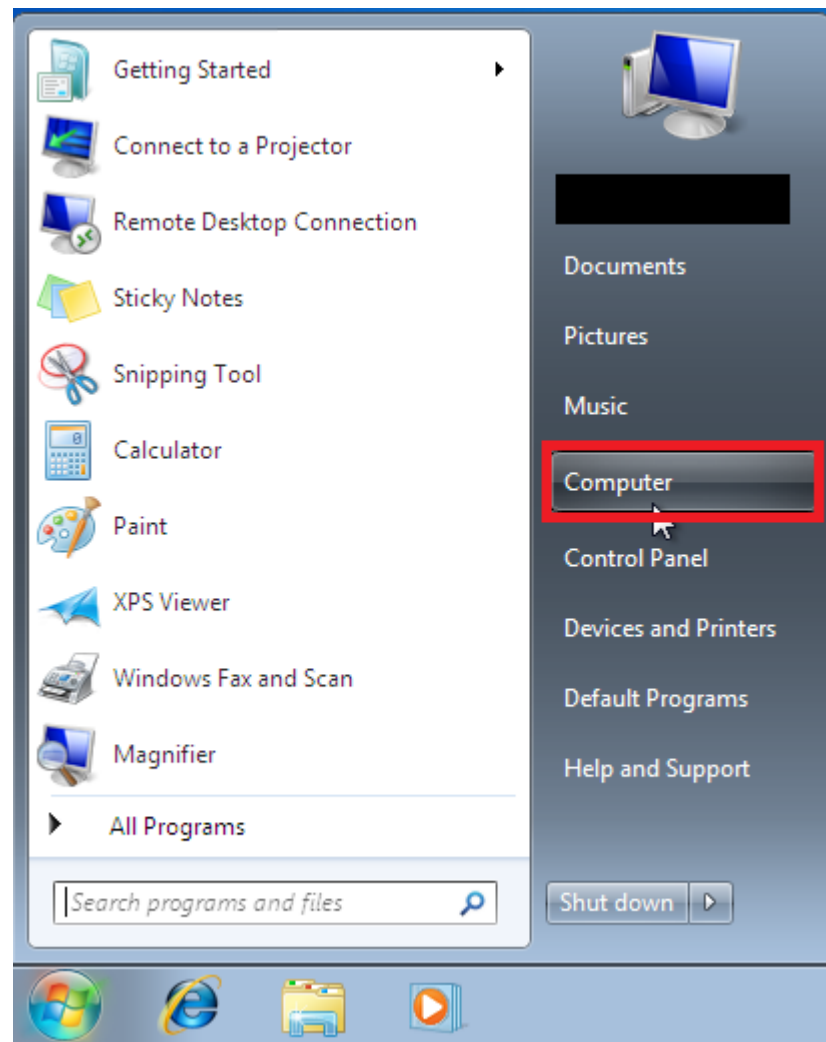 Getting Started
Connect to a Projector
Remote Desktop Connection
Sticky Notes
Snipping Tool
Calculator
Paint
XPS Viewer
Windows Fax and Scan
Magnifier
All Programs
Search programs and files
Documents
Pictures
Music
Computer
Control Panel
Devices and Printers
Default Programs
Help and Support
Shut down